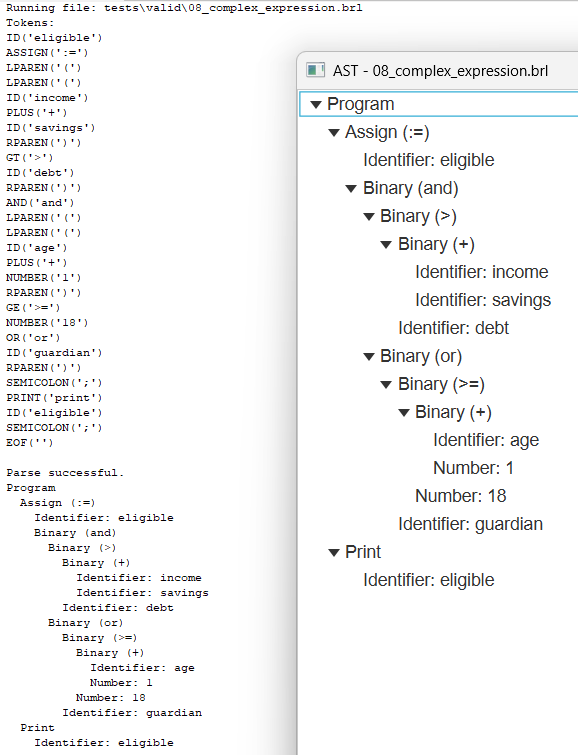 Running file: tests\valid\08_complex_expression.brl
Tokens:
ID('eligible')
ASSIGN(':=')
LPAREN('(')
LPAREN('(')
ID('income')
PLUS('+')
ID('savings')
RPAREN(')')
GT('>')
ID('debt')
RPAREN(')')
AND('and')
LPAREN('(')
LPAREN('(')
ID('age')
PLUS('+')
NUMBER('1')
RPAREN(')')
GE('>=')
NUMBER('18')
OR('or')
ID('guardian')
RPAREN(')')
SEMICOLON(';')
PRINT('print')
ID('eligible')
SEMICOLON(';')
EOF('')

Parse successful.
Program
  Assign (:=)
    Identifier: eligible
    Binary (and)
      Binary (>)
        Binary (+)
          Identifier: income
          Identifier: savings
        Identifier: debt
      Binary (or)
        Binary (>=)
          Binary (+)
            Identifier: age
            Number: 1
          Number: 18
        Identifier: guardian
  Print
    Identifier: eligible
AST - 08_complex_expression.brl
Program
Assign (:=)
Identifier: eligible
Binary (and)
Binary (>)
Binary (+)
Identifier: income
Identifier: savings
Identifier: debt
Binary (or)
Binary (>=)
Binary (+)
Identifier: age
Number: 1
Number: 18
Identifier: guardian
Print
Identifier: eligible